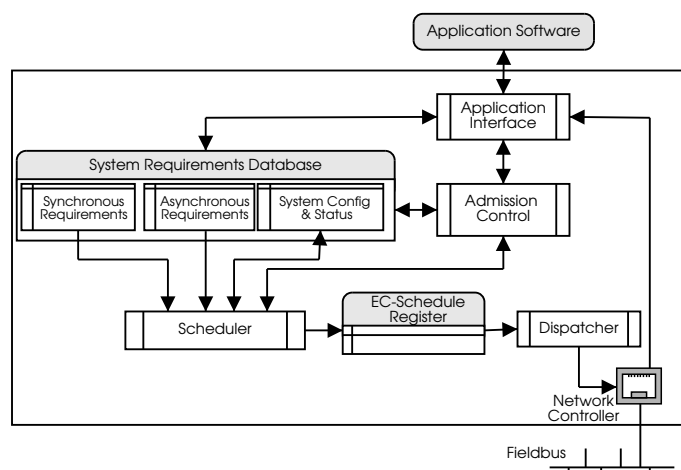 Application Software
Application
Interface
System Requirements Database
Synchronous
Requirements
Asynchronous
Requirements
System Config
& Status
Admission
Control
EC-Schedule
Register
Scheduler
Dispatcher
Network
Controller
Fieldbus